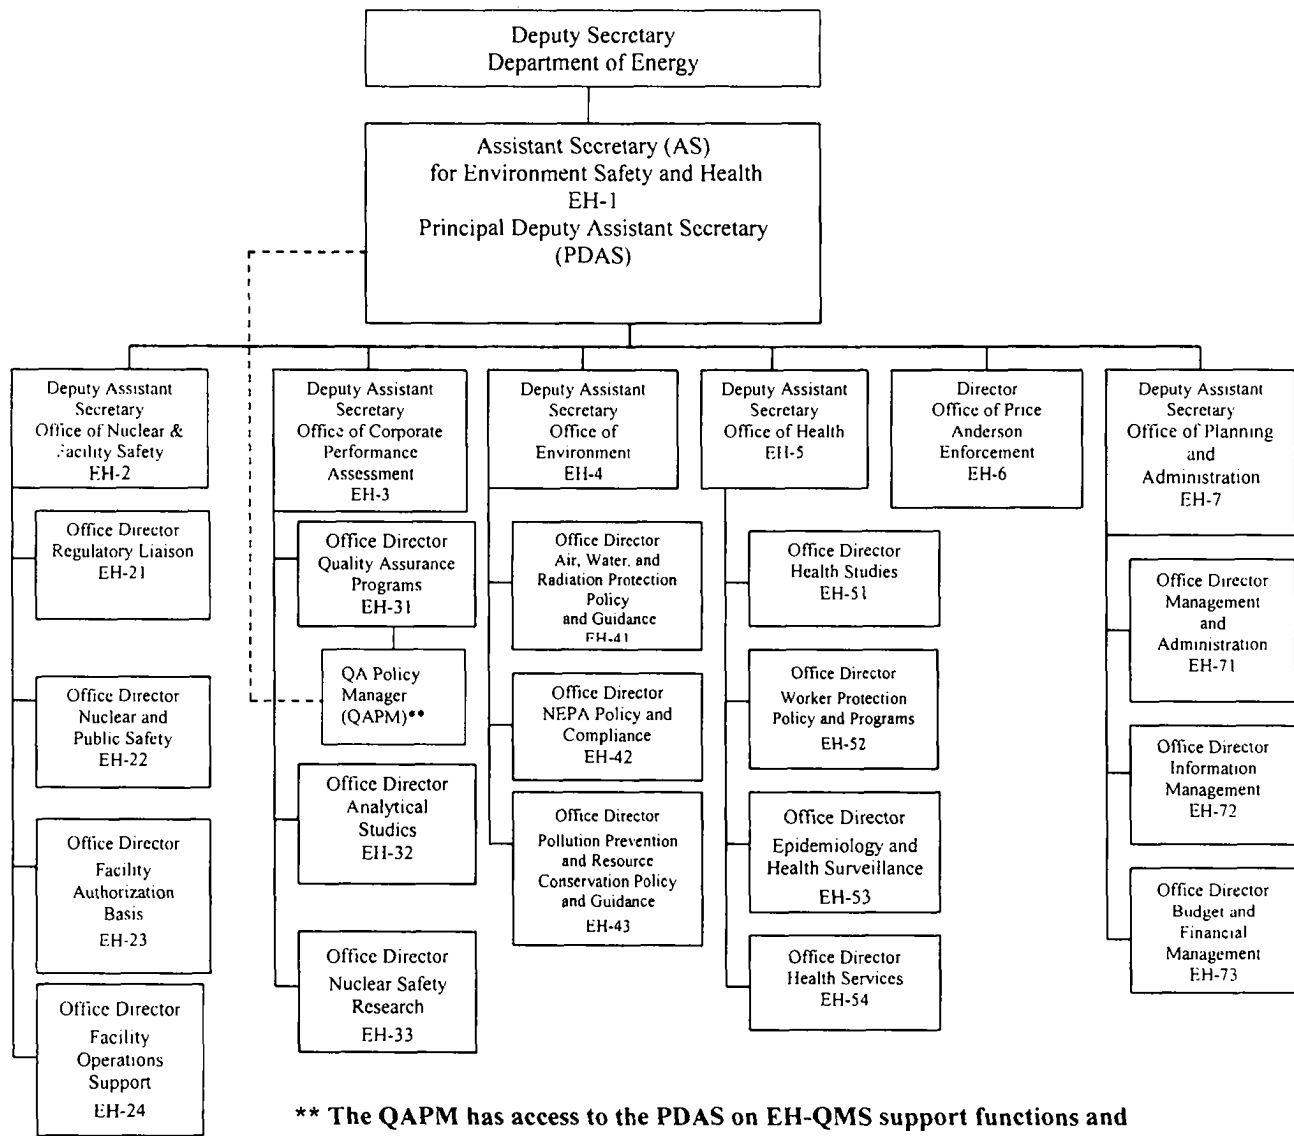 Deputy Secretary
Department of Energy
Assistant Secretary (AS)
for Environment Safety and Health
EH-1
Principal Deputy Assistant Secretary
(PDAS)
Deputy Assistant
Secretary
Office of Nuclear &
Facility Safety
EH-2
Office Director
Regulatory Liaison
EH-21
Office Director
Nuclear and
Public Safety
EH-22
Office Director
Facility
Authorization
Basis
EH-23
Office Director
Facility
Operations
Support
EH-24
Deputy Assistant
Secretary
Office of Corporate
Performance
Assessment
EH-3
Office Director
Quality Assurance
Programs
EH-31
QA Policy
Manager
(QAPM)**
Office Director
Analytical
Studies
EH-32
Office Director
Nuclear Safety
Research
EH-33
Deputy Assistant
Secretary
Office of
Environment
EH-4
Office Director
Air, Water, and
Radiation Protection
Policy
and Guidance
EH-41
Office Director
NEPA Policy and
Compliance
EH-42
Office Director
Pollution Prevention
and Resource
Conservation Policy
and Guidance
EH-43
Deputy Assistant
Secretary
Office of Health
EH-5
Office Director
Health Studies
EH-51
Office Director
Worker Protection
Policy and Programs
EH-52
Office Director
Epidemiology and
Health Surveillance
EH-53
Office Director
Health Services
EH-54
Director
Office of Price
Anderson
Enforcement
EH-6
Deputy Assistant
Secretary
Office of Planning
and
Administration
EH-7
Office Director
Management
and
Administration
EH-71
Office Director
Information
Management
EH-72
Office Director
Budget and
Financial
Management
EH-73
** The QAPM has access to the PDAS on EH-QMS support functions and